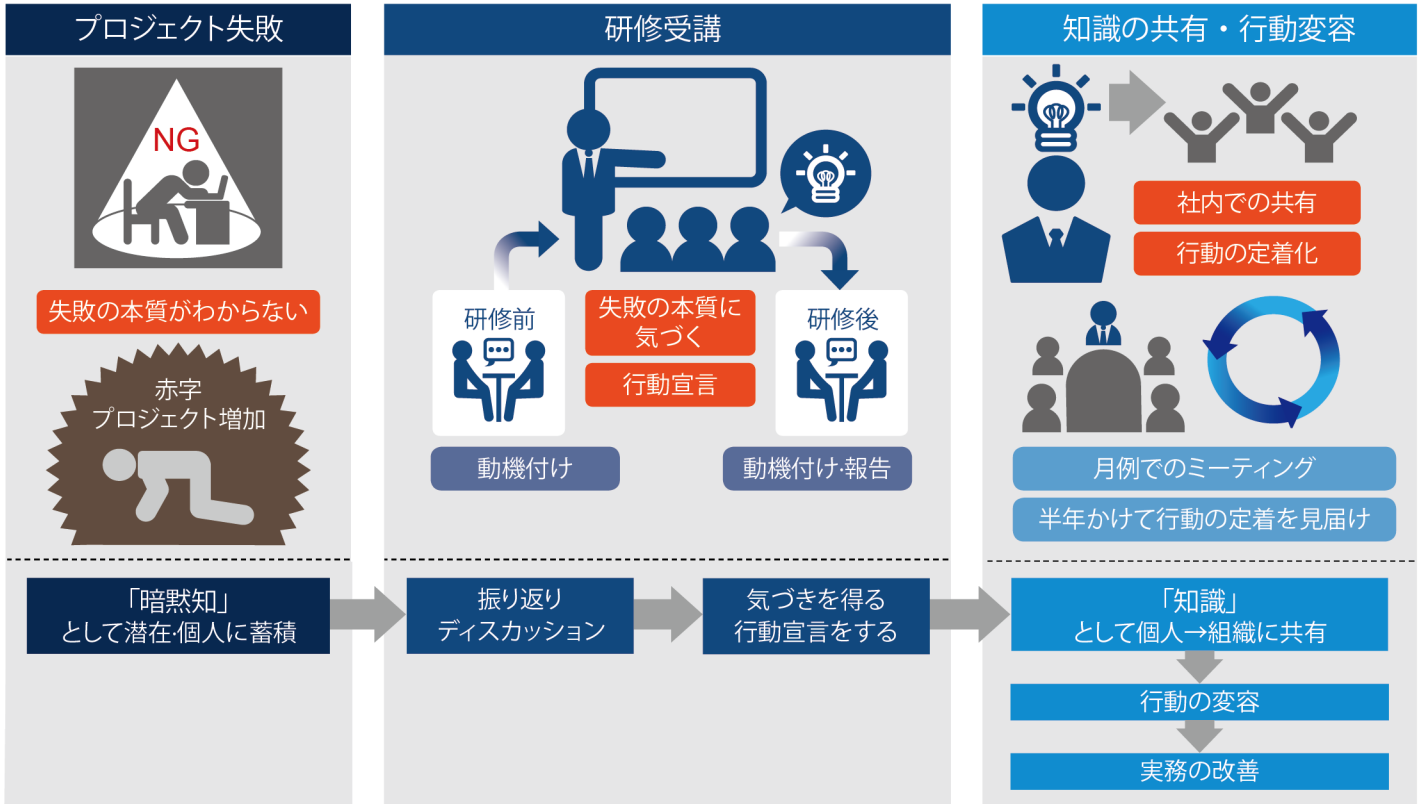 プロジェクト失敗
NG
失敗の本質がわからない
赤字
プロジェクト増加
「暗黙知」
として潜在・個人に蓄積
研修受講
研修前
失敗の本質に
気づく
行動宣言
研修後
動機付け
動機付け・報告
振り返り
ディスカッション
気づきを得る
行動宣言をする
知識の共有・行動変容
社内での共有
行動の定着化
月例でのミーティング
半年かけて行動の定着を見届け
「知識」
として個人→組織に共有
行動の変容
実務の改善